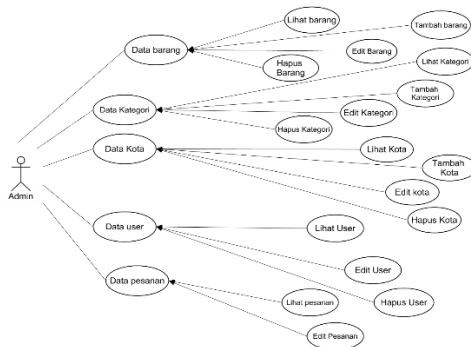 Lihat barang
Tambah barang
Data barang
Edit Barang
Hapus
Barang
Lihat Kategori
Tambah
Kategori
Data Kategori
Edit Kategori
Hapus Kategori
Data Kota
Lihat Kota
Tambah
Kota
Admin
Edit kota
Hapus Kota
Data user
Lihat User
Edit User
Data pesanan
Hapus User
Lihat pesanan
Edit Pesanan